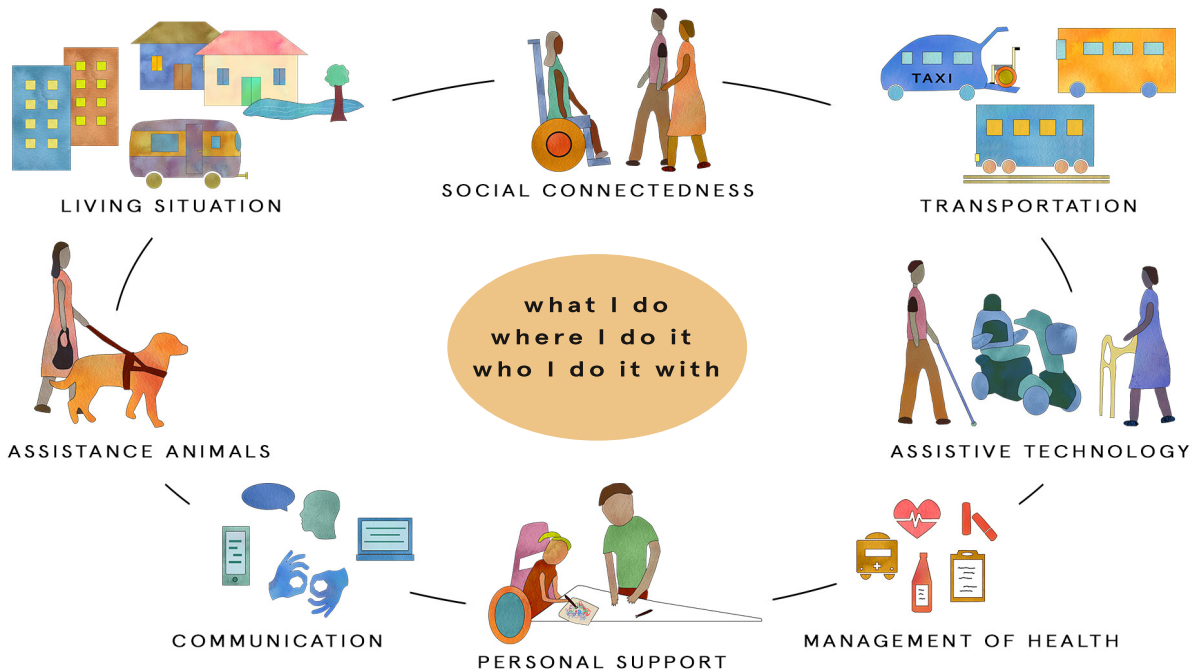 LIVING SITUATION
SOCIAL CONNECTEDNESS
TAXI
TRANSPORTATION
what I do
where I do it
who I do it with
ASSISTANCE ANIMALS
ASSISTIVE TECHNOLOGY
COMMUNICATION
PERSONAL SUPPORT
MANAGEMENT OF HEALTH